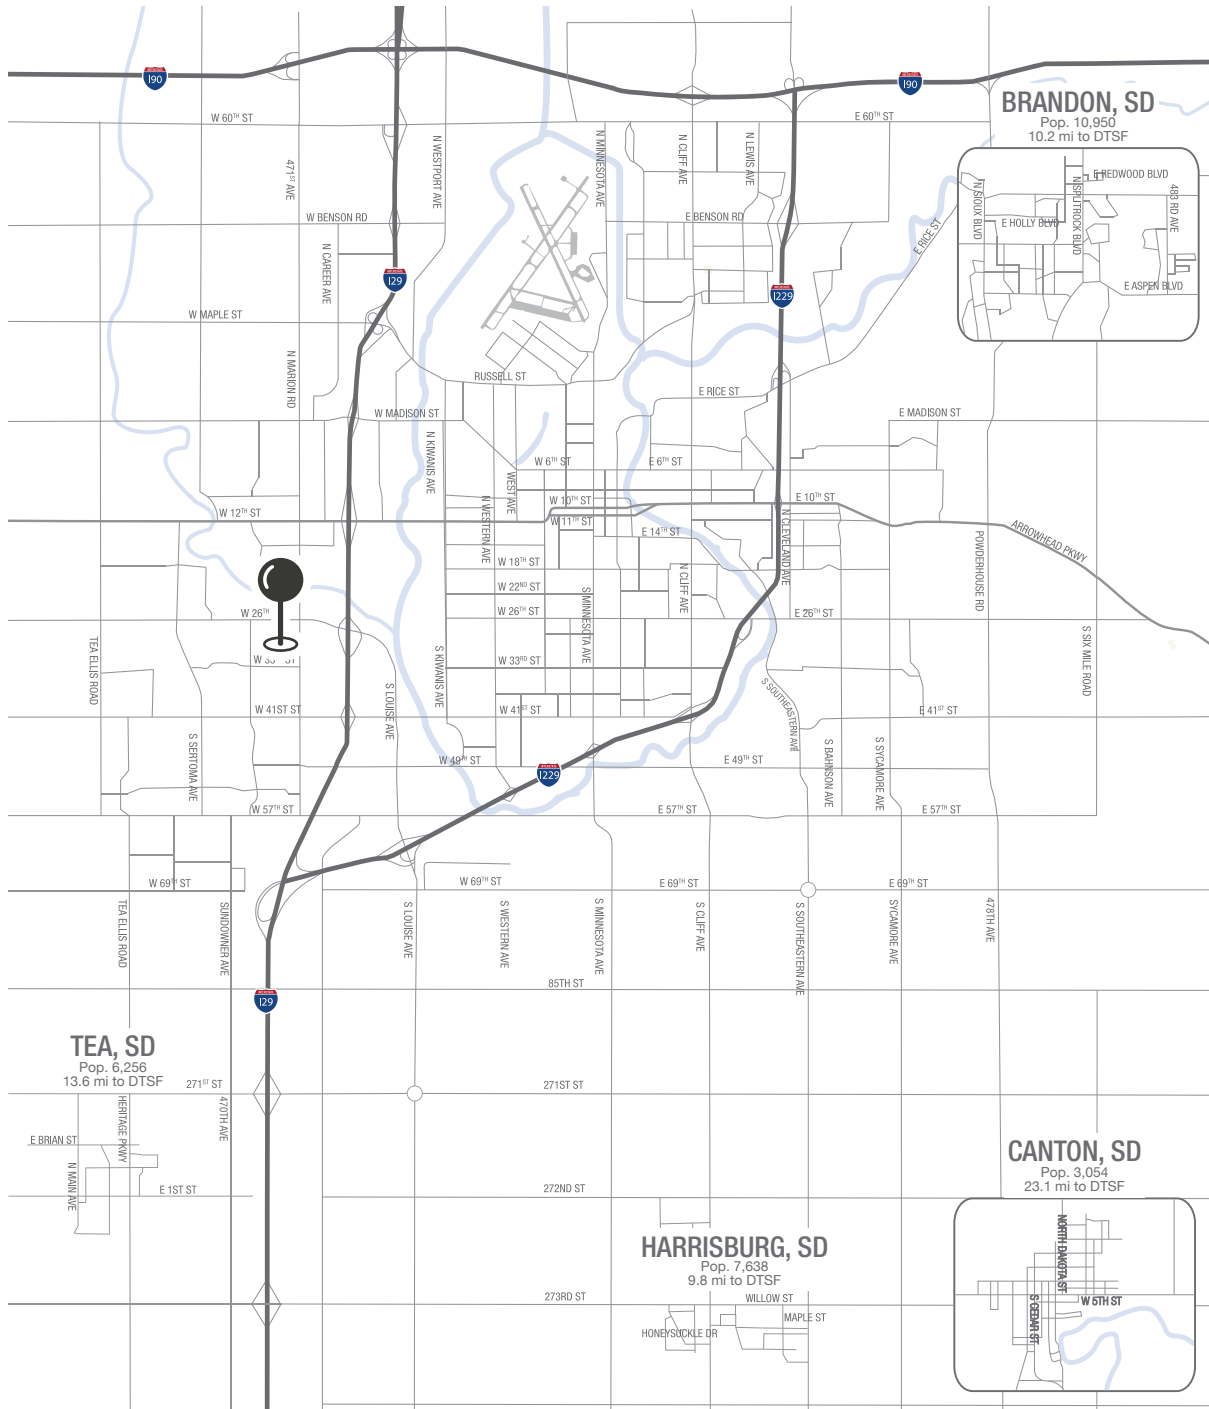 I90
I90
BRANDON, SD
Pop. 10,950
10.2 mi to DTSF
W 60TH ST
E 60TH ST
471ST AVE
N WESTPORT AVE
N MINNESOTA AVE
N CLIFF AVE
N LEWIS AVE
E REDWOOD BLVD
N SIOUX BLVD
N SPLITROCK BLVD
483 RD AVE
E HOLLY BLVD
E ASPEN BLVD
W BENSON RD
E BENSON RD
E RICE ST
N CAREER AVE
I29
I229
W MAPLE ST
N MARION RD
RUSSELL ST
E RICE ST
W MADISON ST
E MADISON ST
N KIWANIS AVE
W 6TH ST
E 6TH ST
WEST AVE
N WESTERN AVE
W 10TH ST
E 10TH ST
W 12TH ST
W 11TH ST
E 14TH ST
N CLEVELAND AVE
ARROWHEAD PKWY
POWDERHOUSE RD
W 18TH ST
N CLIFF AVE
W 22ND ST
S MINNESOTA AVE
W 26TH
W 26TH ST
E 26TH ST
TEA ELLIS ROAD
S SIX MILE ROAD
S KIWANIS AVE
W 33RD ST
S LOUISE AVE
S SOUTHEASTERN AVE
W 41ST ST
W 41ST ST
E 41ST ST
S SERTOMA AVE
S BAHNSON AVE
S SYCAMORE AVE
W 49TH ST
E 49TH ST
I229
W 57TH ST
E 57TH ST
E 57TH ST
W 69TH ST
W 69TH ST
E 69TH ST
E 69TH ST
TEA ELLIS ROAD
SUNDOWNER AVE
S LOUISE AVE
S WESTERN AVE
S MINNESOTA AVE
S CLIFF AVE
S SOUTHEASTERN AVE
SYCAMORE AVE
478TH AVE
85TH ST
I29
TEA, SD
Pop. 6,256
13.6 mi to DTSF
271ST ST
271ST ST
HERITAGE PKWY
470TH AVE
E BRIAN ST
N MAIN AVE
E 1ST ST
272ND ST
CANTON, SD
Pop. 3,054
23.1 mi to DTSF
NORTH DAKOTA ST
W 5TH ST
S CEDAR ST
HARRISBURG, SD
Pop. 7,638
9.8 mi to DTSF
273RD ST
WILLOW ST
MAPLE ST
HONEYSUCKLE DR